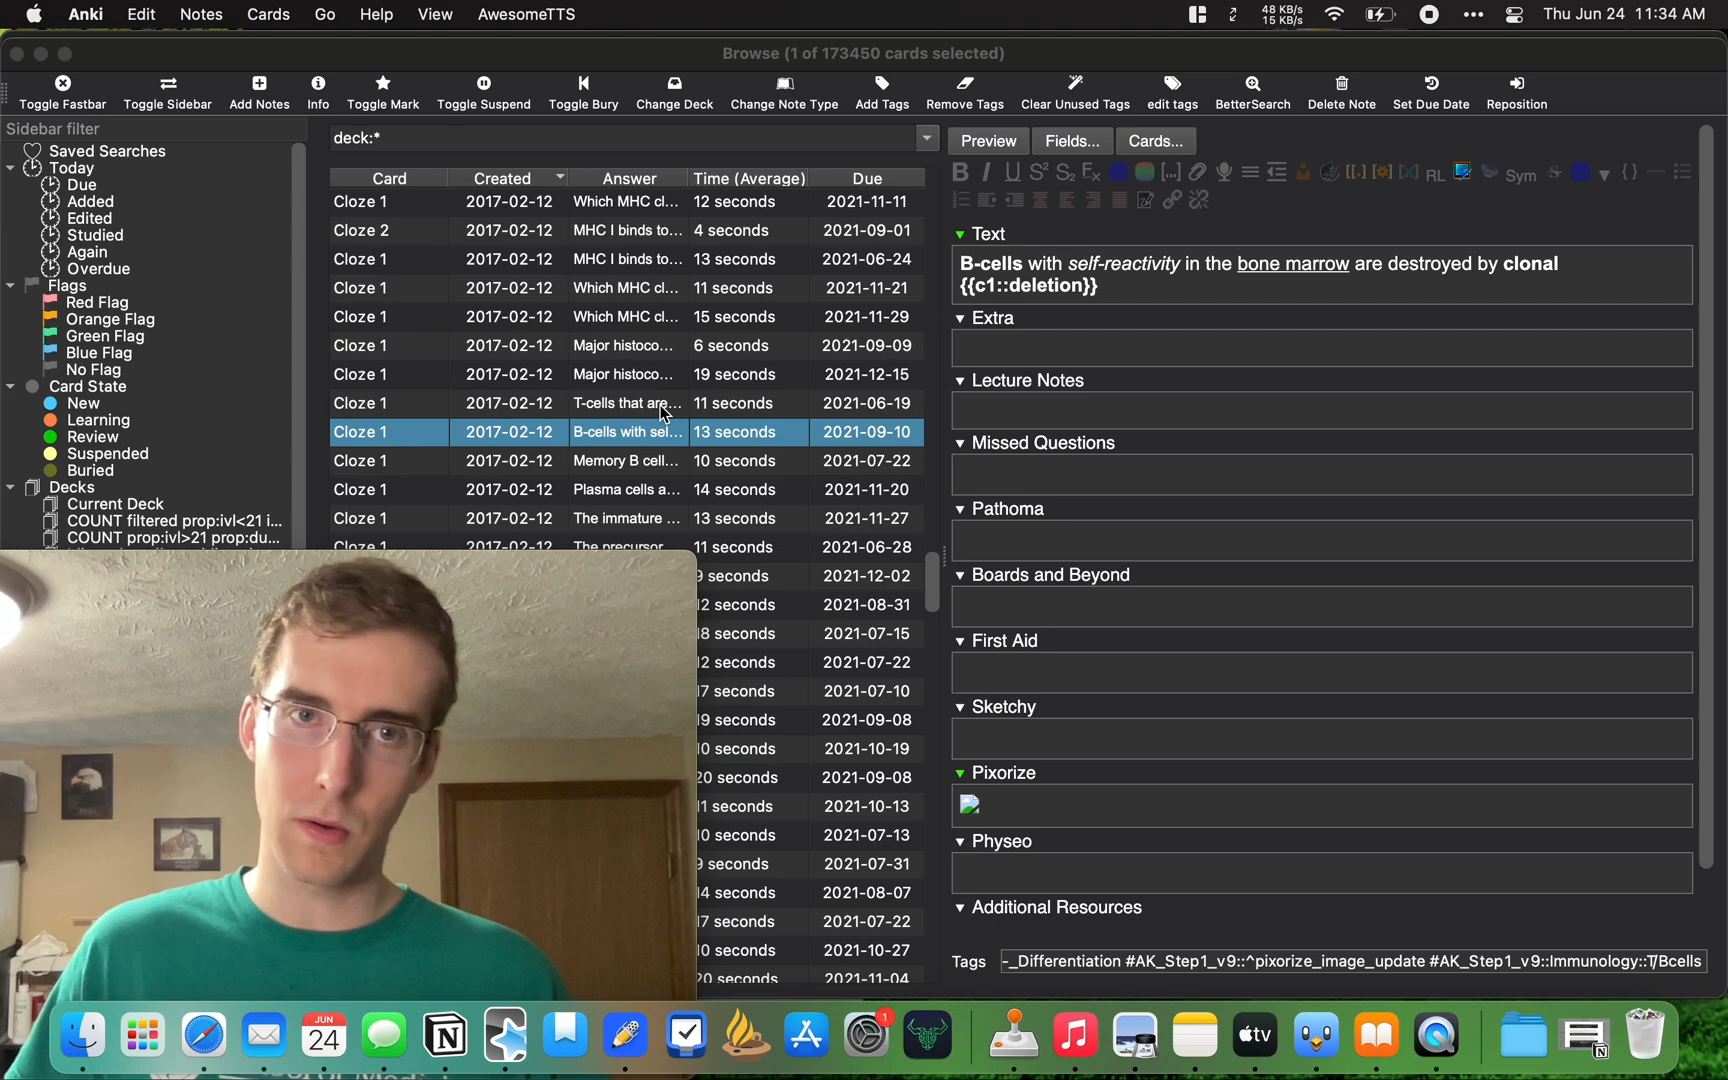 Anki Edit Notes Cards Go Help View AwesomeTTS 48 KB/s 15 KB/s Thu Jun 24 11:34 AM
Browse (1 of 173450 cards selected)
Toggle Fastbar Toggle Sidebar Add Notes Info Toggle Mark Toggle Suspend Toggle Bury Change Deck Change Note Type Add Tags Remove Tags Clear Unused Tags edit tags BetterSearch Delete Note Set Due Date Reposition
Sidebar filter
Saved Searches
Today
Due
Added
Edited
Studied
Again
Overdue
Flags
Red Flag
Orange Flag
Green Flag
Blue Flag
No Flag
Card State
New
Learning
Review
Suspended
Buried
Decks
Current Deck
COUNT filtered prop:ivl<21 i...
COUNT prop:ivl>21 prop:du...
deck:*
Card Created Answer Time (Average) Due
Cloze 1 2017-02-12 Which MHC cl... 12 seconds 2021-11-11
Cloze 2 2017-02-12 MHC I binds to... 4 seconds 2021-09-01
Cloze 1 2017-02-12 MHC I binds to... 13 seconds 2021-06-24
Cloze 1 2017-02-12 Which MHC cl... 11 seconds 2021-11-21
Cloze 1 2017-02-12 Which MHC cl... 15 seconds 2021-11-29
Cloze 1 2017-02-12 Major histoco... 6 seconds 2021-09-09
Cloze 1 2017-02-12 Major histoco... 19 seconds 2021-12-15
Cloze 1 2017-02-12 T-cells that are... 11 seconds 2021-06-19
Cloze 1 2017-02-12 B-cells with sel... 13 seconds 2021-09-10
Cloze 1 2017-02-12 Memory B cell... 10 seconds 2021-07-22
Cloze 1 2017-02-12 Plasma cells a... 14 seconds 2021-11-20
Cloze 1 2017-02-12 The immature ... 13 seconds 2021-11-27
Cloze 1 2017-02-12 The precursor 11 seconds 2021-06-28
seconds 2021-12-02
2 seconds 2021-08-31
8 seconds 2021-07-15
2 seconds 2021-07-22
7 seconds 2021-07-10
9 seconds 2021-09-08
0 seconds 2021-10-19
20 seconds 2021-09-08
1 seconds 2021-10-13
0 seconds 2021-07-13
seconds 2021-07-31
4 seconds 2021-08-07
7 seconds 2021-07-22
0 seconds 2021-10-27
20 seconds 2021-11-04
Preview Fields... Cards...
B I U S² S₂ Ex [...] [[.] RL Sym S { }
Text
B-cells with self-reactivity in the bone marrow are destroyed by clonal
{{c1::deletion}}
Extra
Lecture Notes
Missed Questions
Pathoma
Boards and Beyond
First Aid
Sketchy
Pixorize
Physeo
Additional Resources
Tags -_Differentiation #AK_Step1_v9::^pixorize_image_update #AK_Step1_v9::Immunology::T/Bcells
JUN
24
tv
1